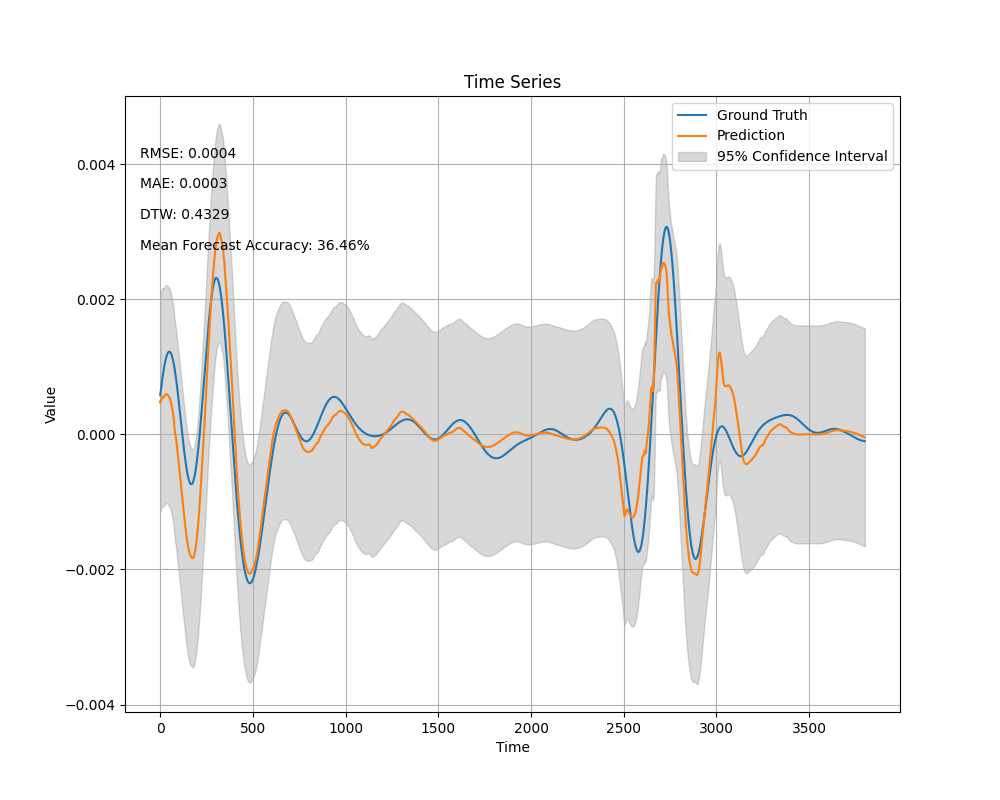 Time Series
Ground Truth
Prediction
95% Confidence Interval
RMSE: 0.0004
MAE: 0.0003
DTW: 0.4329
Mean Forecast Accuracy: 36.46%
Value
0.004
0.002
0.000
−0.002
−0.004
0 500 1000 1500 2000 2500 3000 3500
Time